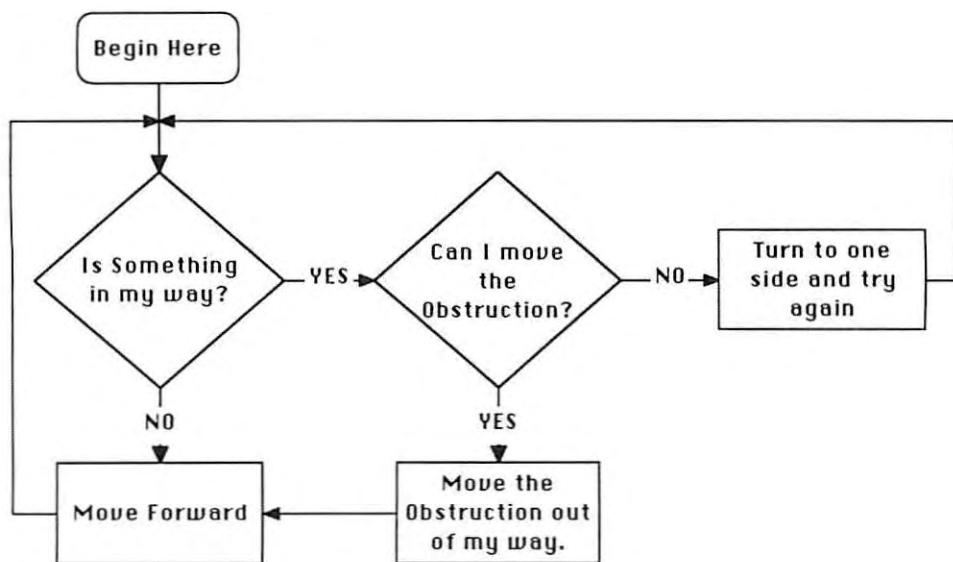 Begin Here
Is Something
in my way?
YES
Can I move
the
Obstruction?
NO
Turn to one
side and try
again
NO
YES
Move Forward
Move the
Obstruction out
of my way.